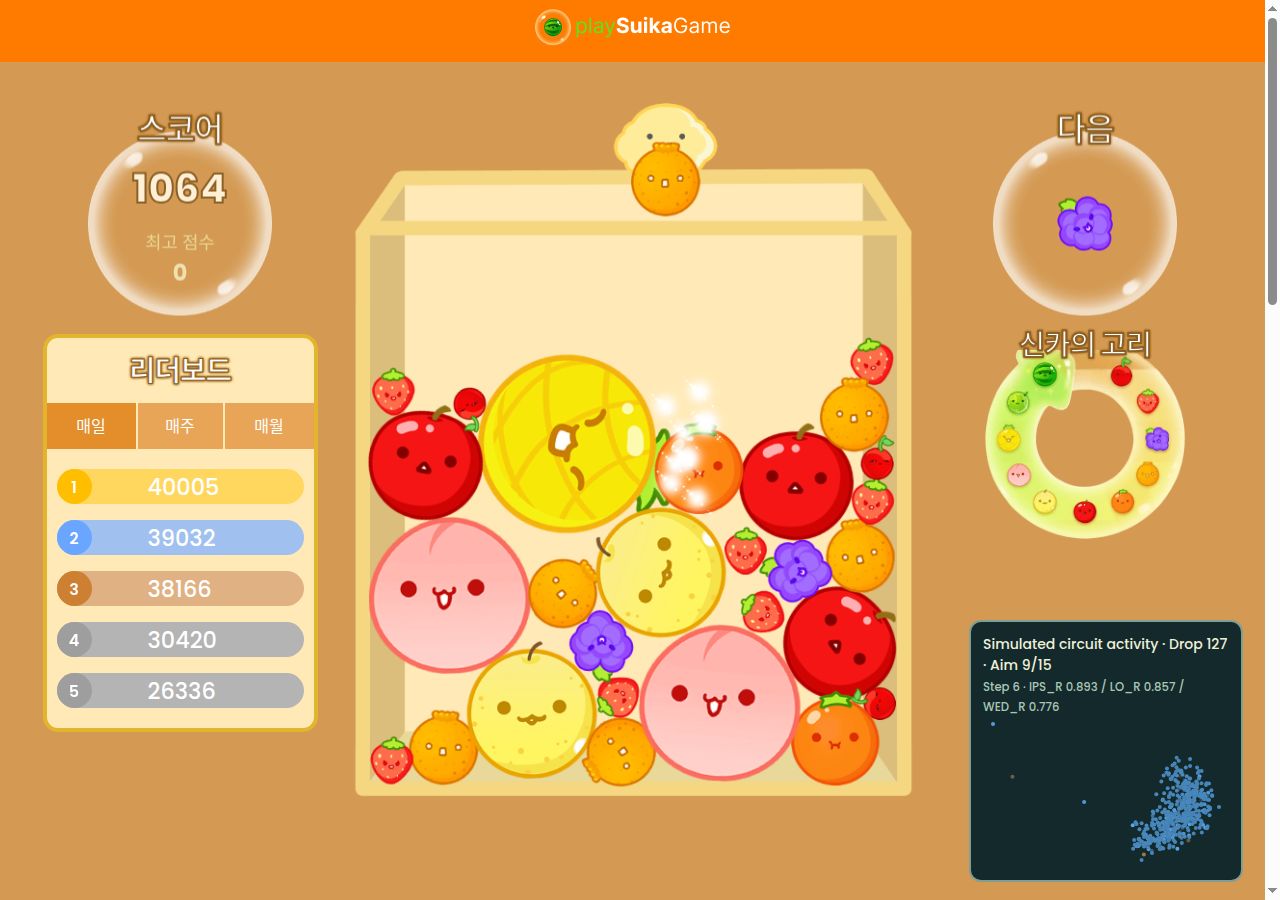 playSuikaGame
스코어
1064
최고 점수
0
다음
리더보드
매일 매주 매월
1 40005
2 39032
3 38166
4 30420
5 26336
신카의 고리
Simulated circuit activity · Drop 127
· Aim 9/15
Step 6 · IPS_R 0.893 / LO_R 0.857 /
WED_R 0.776